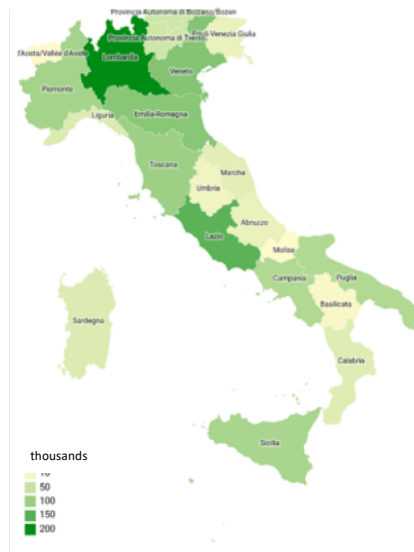 Provincia Autonoma di Bolzano/Bozen
Provincia Autonoma di Trento
Friuli-Venezia Giulia
d'Aosta/Vallée d'Aoste
Lombardia
Veneto
Piemonte
Liguria
Emilia-Romagna
Toscana
Marche
Umbria
Abruzzo
Lazio
Molise
Campania
Puglia
Basilicata
Sardegna
Calabria
Sicilia
thousands
50
100
150
200